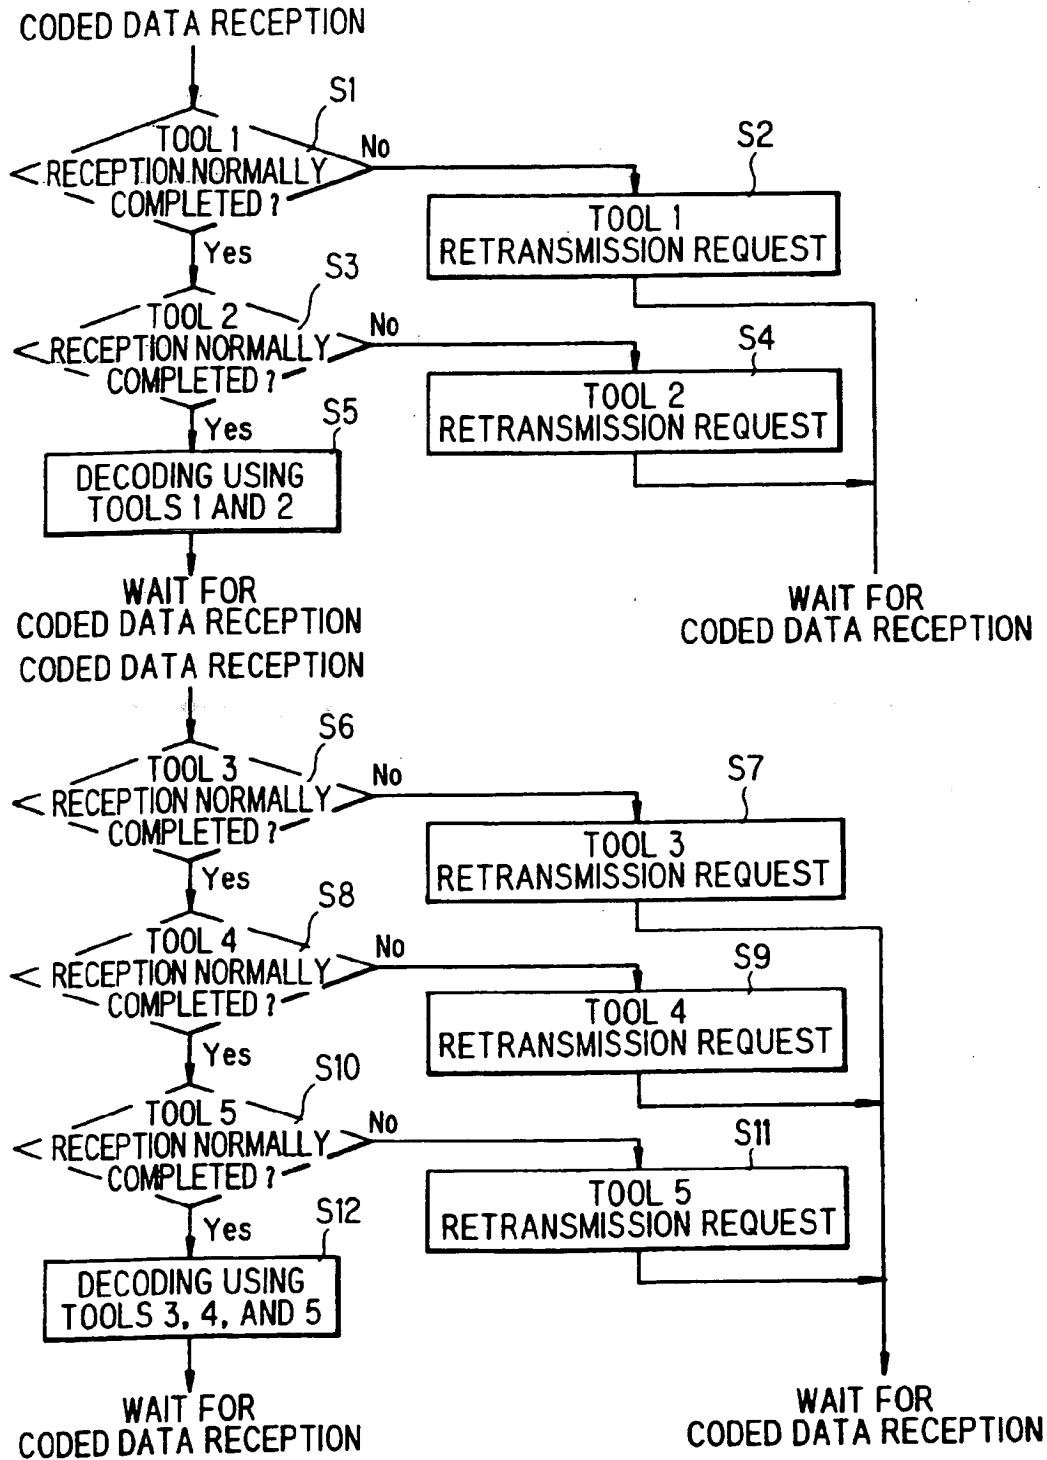 CODED DATA RECEPTION
S1
TOOL 1
RECEPTION NORMALLY
COMPLETED ?
No
Yes
S2
TOOL 1
RETRANSMISSION REQUEST
S3
TOOL 2
RECEPTION NORMALLY
COMPLETED ?
No
Yes
S4
TOOL 2
RETRANSMISSION REQUEST
S5
DECODING USING
TOOLS 1 AND 2
WAIT FOR
CODED DATA RECEPTION
WAIT FOR
CODED DATA RECEPTION
CODED DATA RECEPTION
S6
TOOL 3
RECEPTION NORMALLY
COMPLETED ?
No
Yes
S7
TOOL 3
RETRANSMISSION REQUEST
S8
TOOL 4
RECEPTION NORMALLY
COMPLETED ?
No
Yes
S9
TOOL 4
RETRANSMISSION REQUEST
S10
TOOL 5
RECEPTION NORMALLY
COMPLETED ?
No
Yes
S11
TOOL 5
RETRANSMISSION REQUEST
S12
DECODING USING
TOOLS 3, 4, AND 5
WAIT FOR
CODED DATA RECEPTION
WAIT FOR
CODED DATA RECEPTION